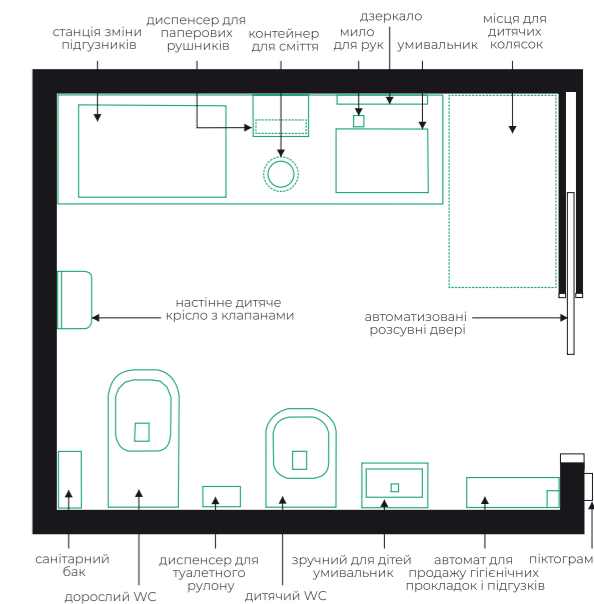 станція зміни
підгузників
диспенсер для
паперових
рушників
контейнер
для сміття
мило
для рук
дзеркало
умивальник
місця для
дитячих
колясок
настінне дитяче
крісло з клапанами
автоматизовані
розсувні двері
санітарний
бак
дорослий WC
диспенсер для
туалетного
рулону
дитячий WC
зручний для дітей
умивальник
автомат для
продажу гігієнічних
прокладок і підгузків
піктограм